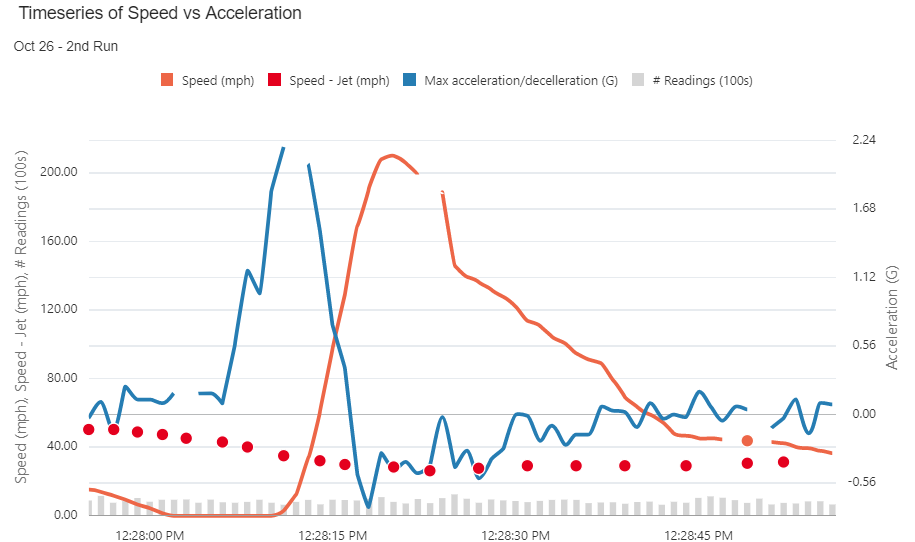 Timeseries of Speed vs Acceleration
Oct 26 - 2nd Run
Speed (mph) Speed - Jet (mph) Max acceleration/decelleration (G) # Readings (100s)
Speed (mph), Speed - Jet (mph), # Readings (100s)
200.00
160.00
120.00
80.00
40.00
0.00
2.24
1.68
1.12
0.56
0.00
-0.56
Acceleration (G)
12:28:00 PM 12:28:15 PM 12:28:30 PM 12:28:45 PM